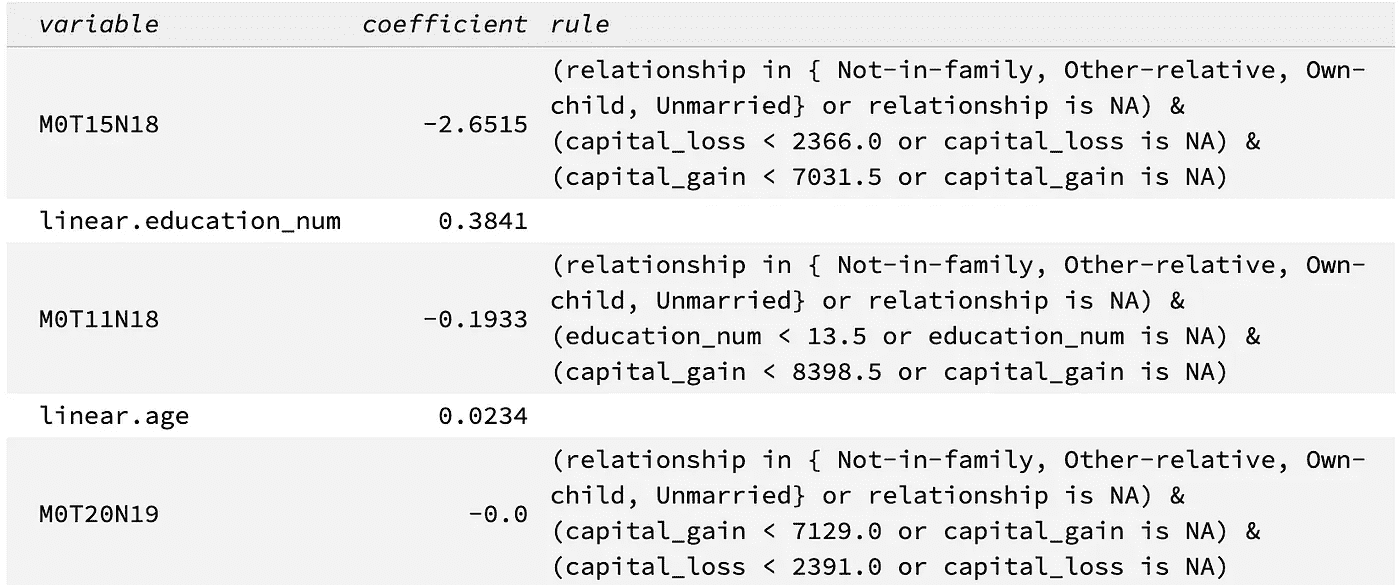 variable coefficient rule
(relationship in { Not-in-family, Other-relative, Own-
child, Unmarried} or relationship is NA) &
M0T15N18 -2.6515
(capital_loss < 2366.0 or capital_loss is NA) &
(capital_gain < 7031.5 or capital_gain is NA)
linear.education_num 0.3841
(relationship in { Not-in-family, Other-relative, Own-
child, Unmarried} or relationship is NA) &
M0T11N18 -0.1933
(education_num < 13.5 or education_num is NA) &
(capital_gain < 8398.5 or capital_gain is NA)
linear.age 0.0234
(relationship in { Not-in-family, Other-relative, Own-
child, Unmarried} or relationship is NA) &
M0T20N19 -0.0
(capital_gain < 7129.0 or capital_gain is NA) &
(capital_loss < 2391.0 or capital_loss is NA)